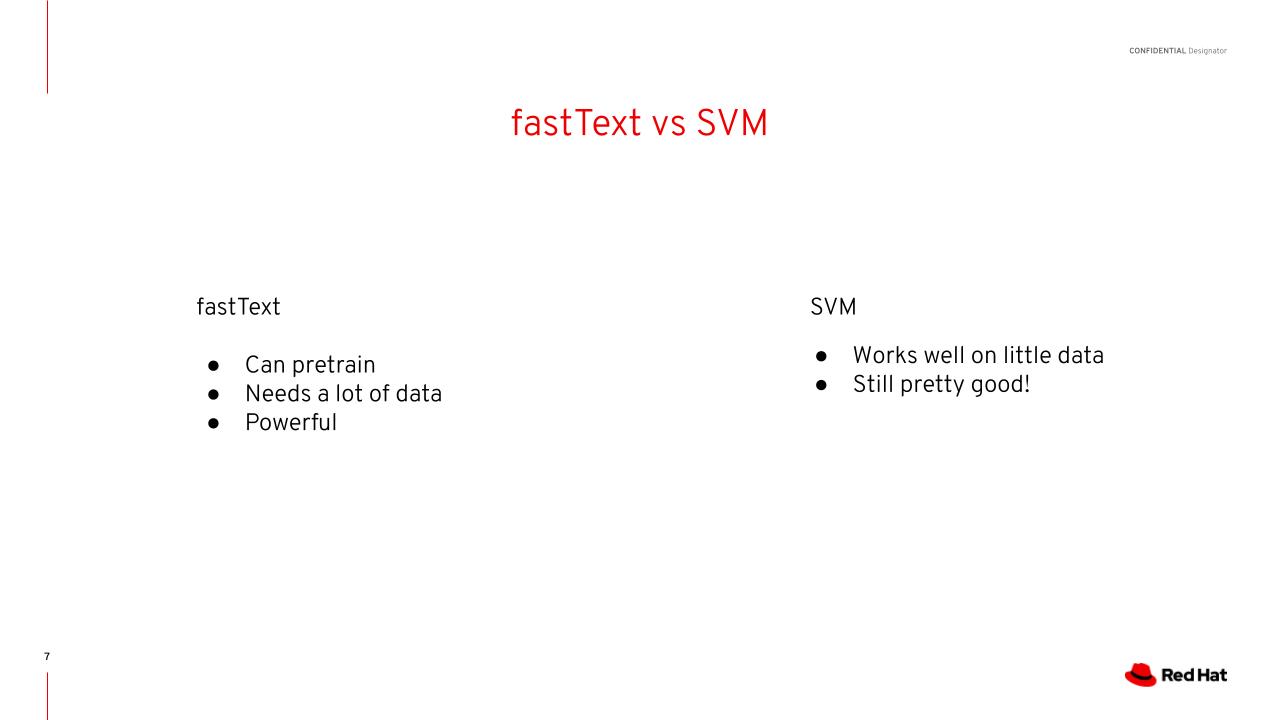 CONFIDENTIAL Designator
fastText vs SVM
fastText
● Can pretrain
● Needs a lot of data
● Powerful
SVM
● Works well on little data
● Still pretty good!
7
Red Hat